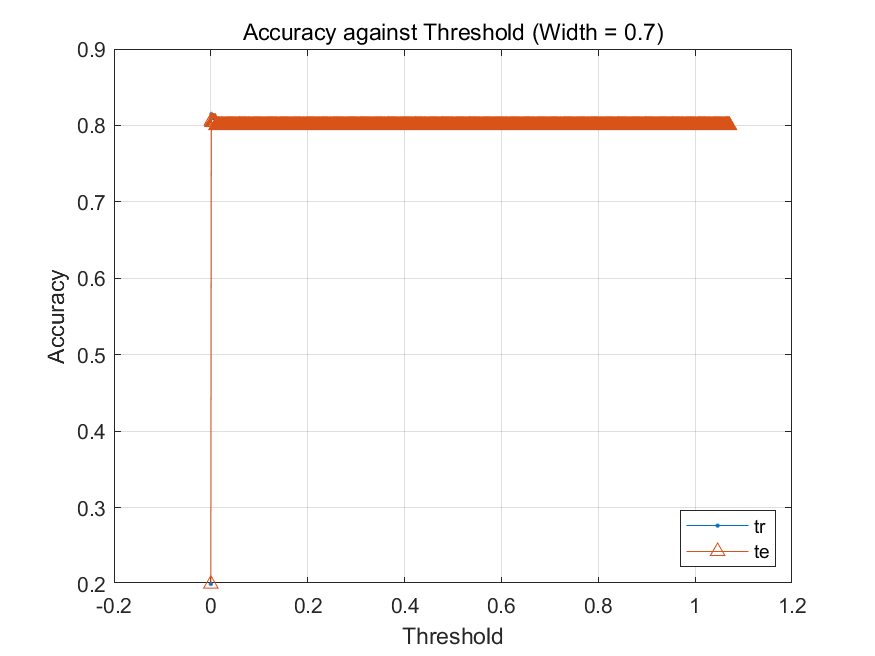 Accuracy against Threshold (Width = 0.7)
0.9
0.8
0.7
0.6
0.5
0.4
0.3
0.2
Accuracy
-0.2 0 0.2 0.4 0.6 0.8 1 1.2
Threshold
tr
te